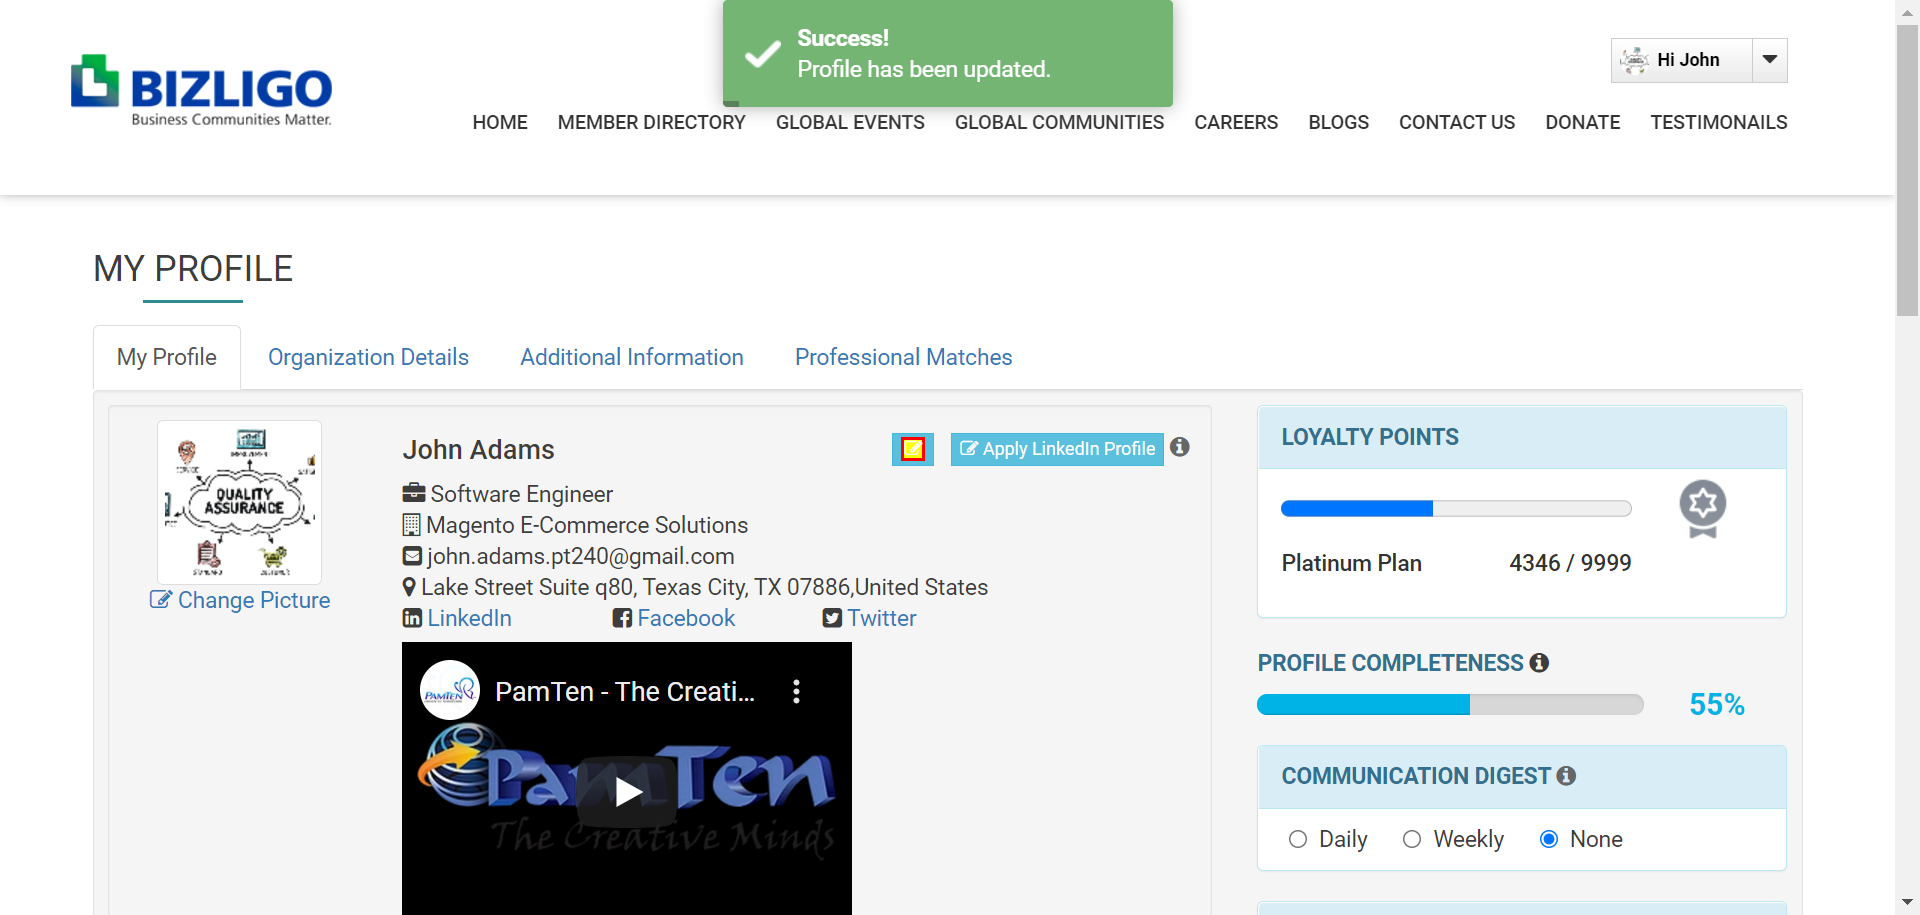 Success!
Profile has been updated.
BIZLIGO
Business Communities Matter.
Hi John
HOME MEMBER DIRECTORY GLOBAL EVENTS GLOBAL COMMUNITIES CAREERS BLOGS CONTACT US DONATE TESTIMONAILS
MY PROFILE
My Profile Organization Details Additional Information Professional Matches
QUALITY
ASSURANCE
Change Picture
John Adams
Apply LinkedIn Profile
Software Engineer
Magento E-Commerce Solutions
john.adams.pt240@gmail.com
Lake Street Suite q80, Texas City, TX 07886,United States
LinkedIn Facebook Twitter
PAMTEN
PamTen - The Creati...
PamTen
The Creative Minds
LOYALTY POINTS
Platinum Plan 4346 / 9999
PROFILE COMPLETENESS
55%
COMMUNICATION DIGEST
Daily Weekly None